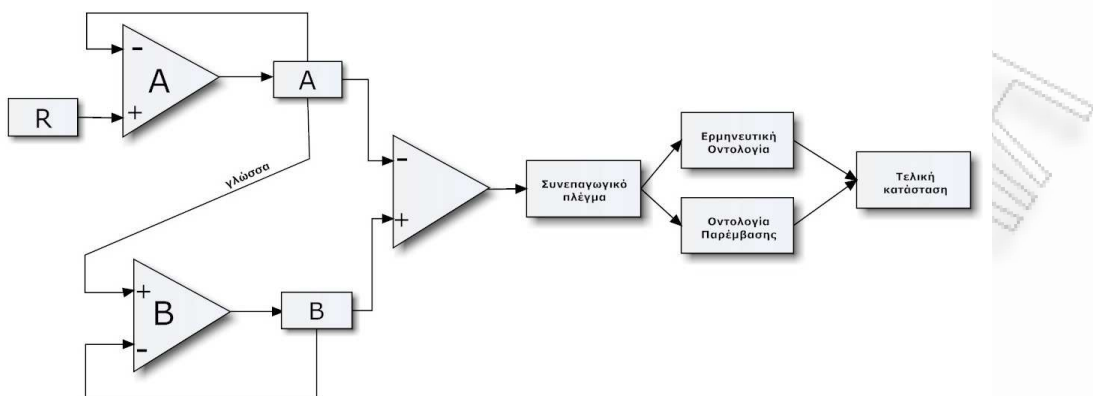 -
A
+
R
A
γλώσσα
-
+
+
B
-
B
Συνεπαγωγικό
πλέγμα
Ερμηνευτική
Οντολογία
Οντολογία
Παρέμβασης
Τελική
κατάσταση